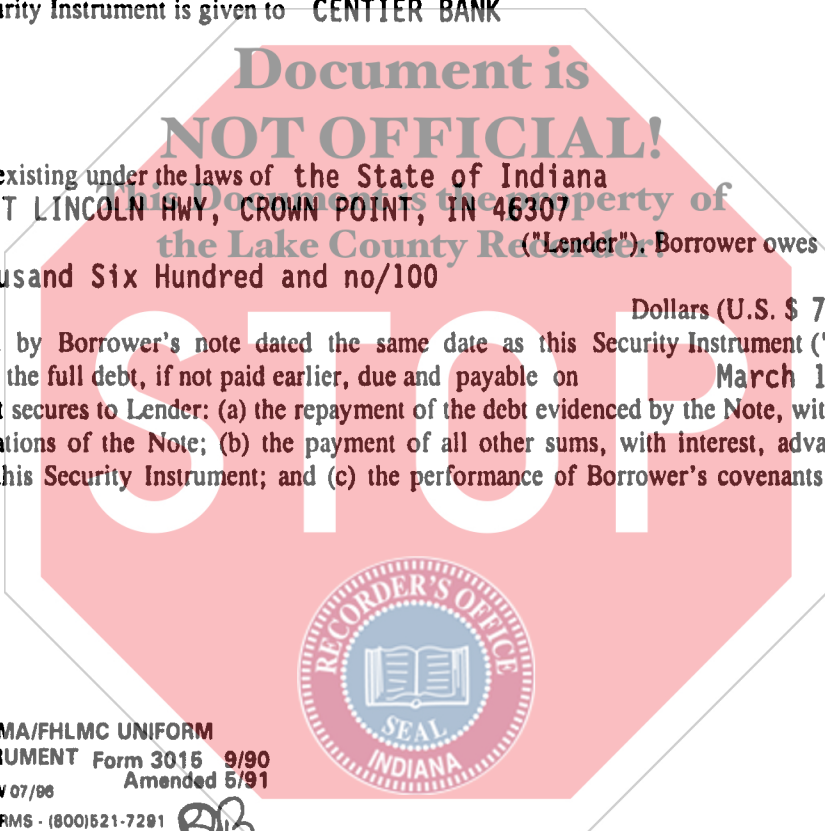 urity Instrument is given to CENTIER BANK
Document is
NOT OFFICIAL!
existing under the laws of the State of Indiana
This Document is the property of
T LINCOLN HWY, CROWN POINT, IN 46307
the Lake County Recorder!
("Lender"). Borrower owes
usand Six Hundred and no/100
Dollars (U.S. $ 7
by Borrower's note dated the same date as this Security Instrument ("
the full debt, if not paid earlier, due and payable on March 1
t secures to Lender: (a) the repayment of the debt evidenced by the Note, wit
ations of the Note; (b) the payment of all other sums, with interest, adva
his Security Instrument; and (c) the performance of Borrower's covenants
STOP
RECORDER'S OFFICE
SEAL
INDIANA
MA/FHLMC UNIFORM
UMENT Form 3015 9/90
Amended 5/91
V 07/96
RMS - (800)521-7291